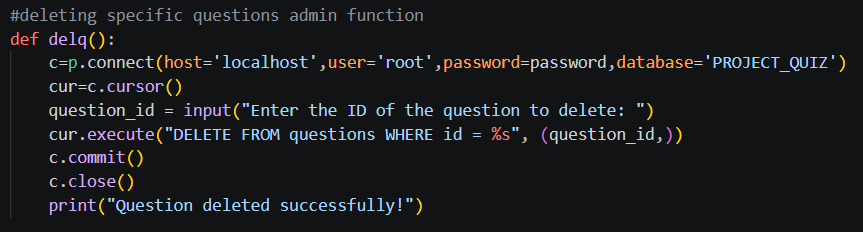 #deleting specific questions admin function
def delq():
    c=p.connect(host='localhost',user='root',password=password,database='PROJECT_QUIZ')
    cur=c.cursor()
    question_id = input("Enter the ID of the question to delete: ")
    cur.execute("DELETE FROM questions WHERE id = %s", (question_id,))
    c.commit()
    c.close()
    print("Question deleted successfully!")